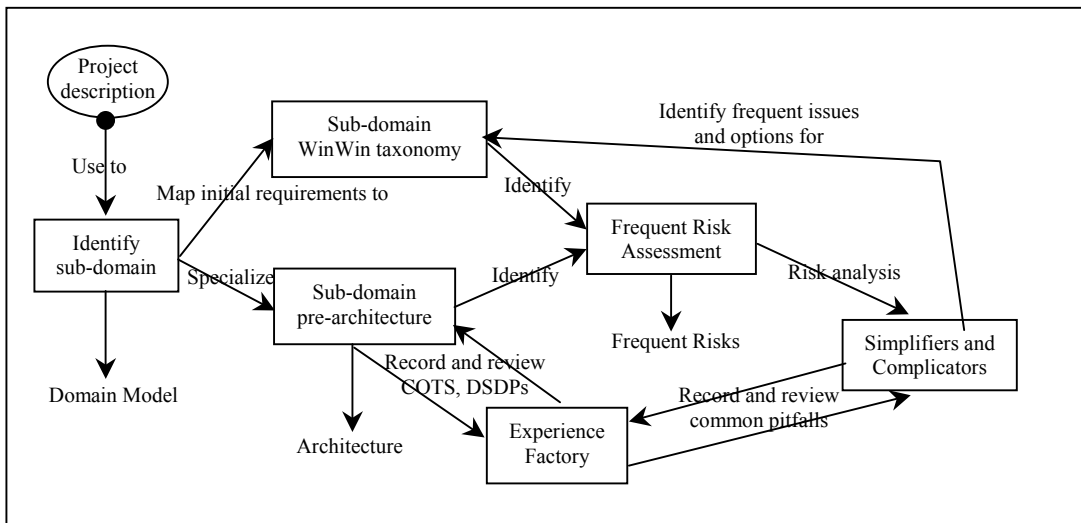 Project
description
Identify frequent issues
and options for
Sub-domain
WinWin taxonomy
Use to
Map initial requirements to
Identify
Identify
sub-domain
Frequent Risk
Assessment
Specialize
Identify
Risk analysis
Sub-domain
pre-architecture
Frequent Risks
Simplifiers and
Complicators
Domain Model
Record and review
COTS, DSDPs
Record and review
common pitfalls
Architecture
Experience
Factory